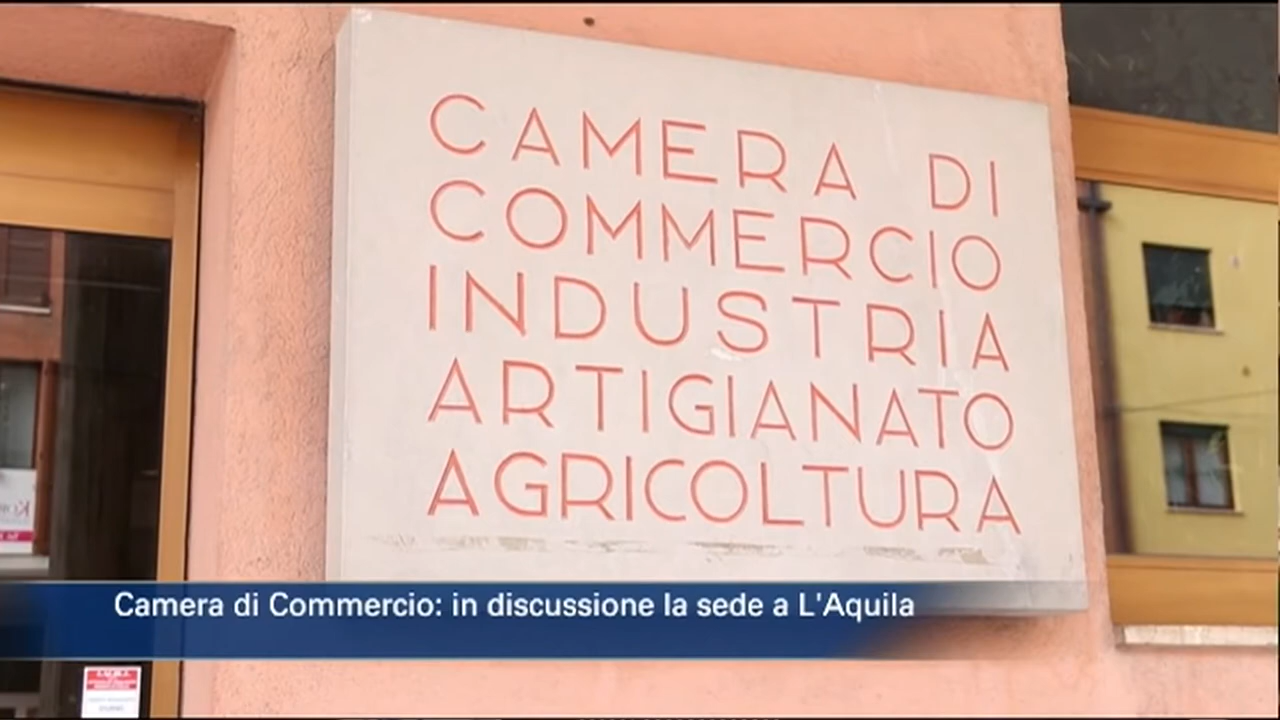 CAMERA DI
COMMERCIO
INDUSTRIA
ARTIGIANATO
AGRICOLTURA
Camera di Commercio: in discussione la sede a L'Aquila